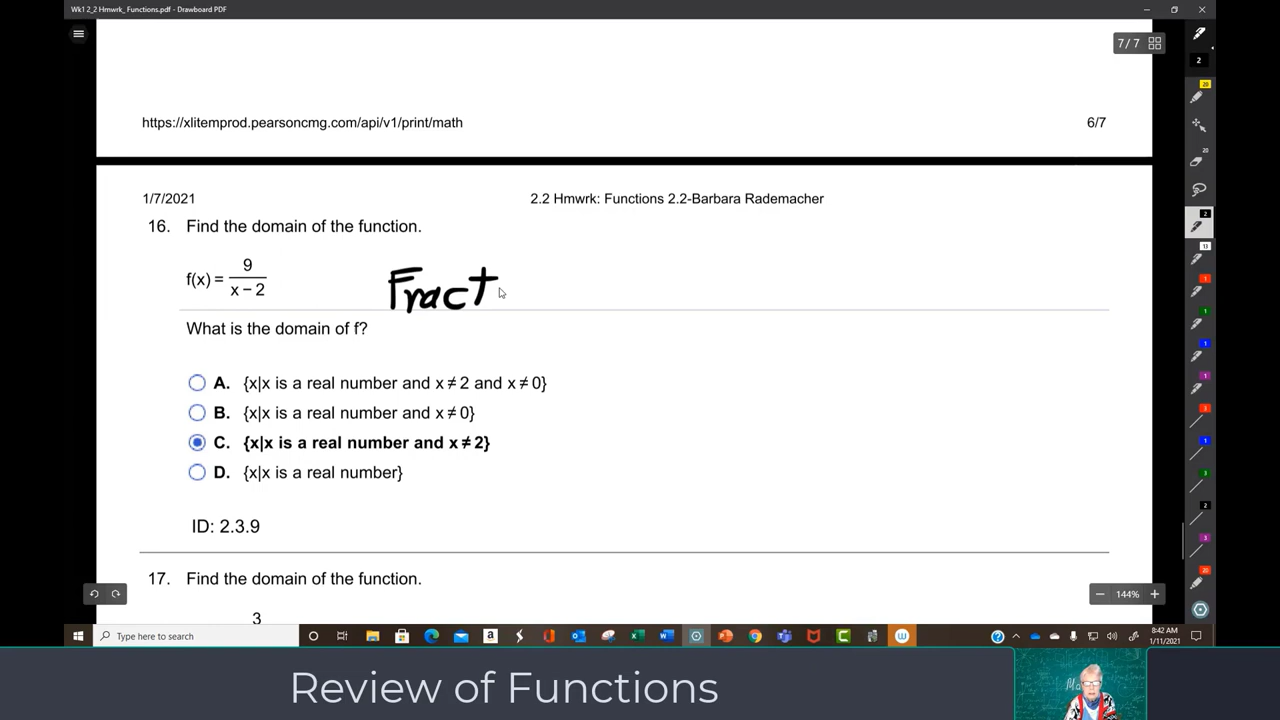 Wk1 2_2 Hmwrk_ Functions.pdf - Drawboard PDF
7/7
https://xlitemprod.pearsoncmg.com/api/v1/print/math 6/7
1/7/2021 2.2 Hmwrk: Functions 2.2-Barbara Rademacher
16. Find the domain of the function.
f(x) = 9 / x − 2
Fract
What is the domain of f?
A. {x|x is a real number and x ≠ 2 and x ≠ 0}
B. {x|x is a real number and x ≠ 0}
C. {x|x is a real number and x ≠ 2}
D. {x|x is a real number}
ID: 2.3.9
17. Find the domain of the function.
3
144%
Type here to search
8:42 AM
1/11/2021
Review of Functions